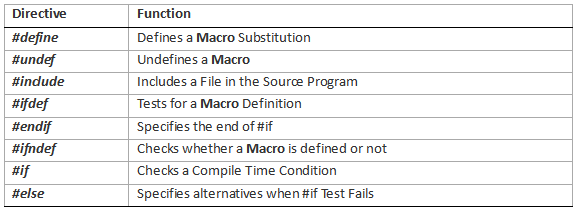 Directive Function
#define Defines a Macro Substitution
#undef Undefines a Macro
#include Includes a File in the Source Program
#ifdef Tests for a Macro Definition
#endif Specifies the end of #if
#ifndef Checks whether a Macro is defined or not
#if Checks a Compile Time Condition
#else Specifies alternatives when #if Test Fails